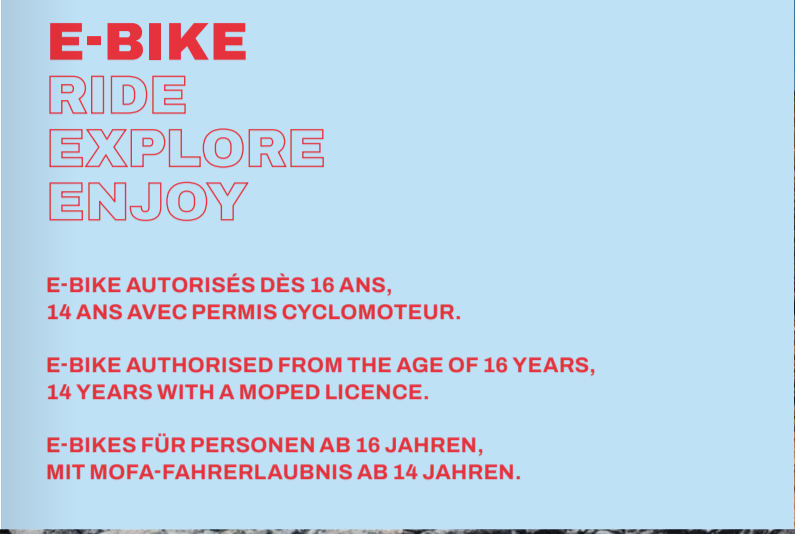 E-BIKE
RIDE
EXPLORE
ENJOY
E-BIKE AUTORISÉS DÈS 16 ANS,
14 ANS AVEC PERMIS CYCLOMOTEUR.
E-BIKE AUTHORISED FROM THE AGE OF 16 YEARS,
14 YEARS WITH A MOPED LICENCE.
E-BIKES FÜR PERSONEN AB 16 JAHREN,
MIT MOFA-FAHRERLAUBNIS AB 14 JAHREN.